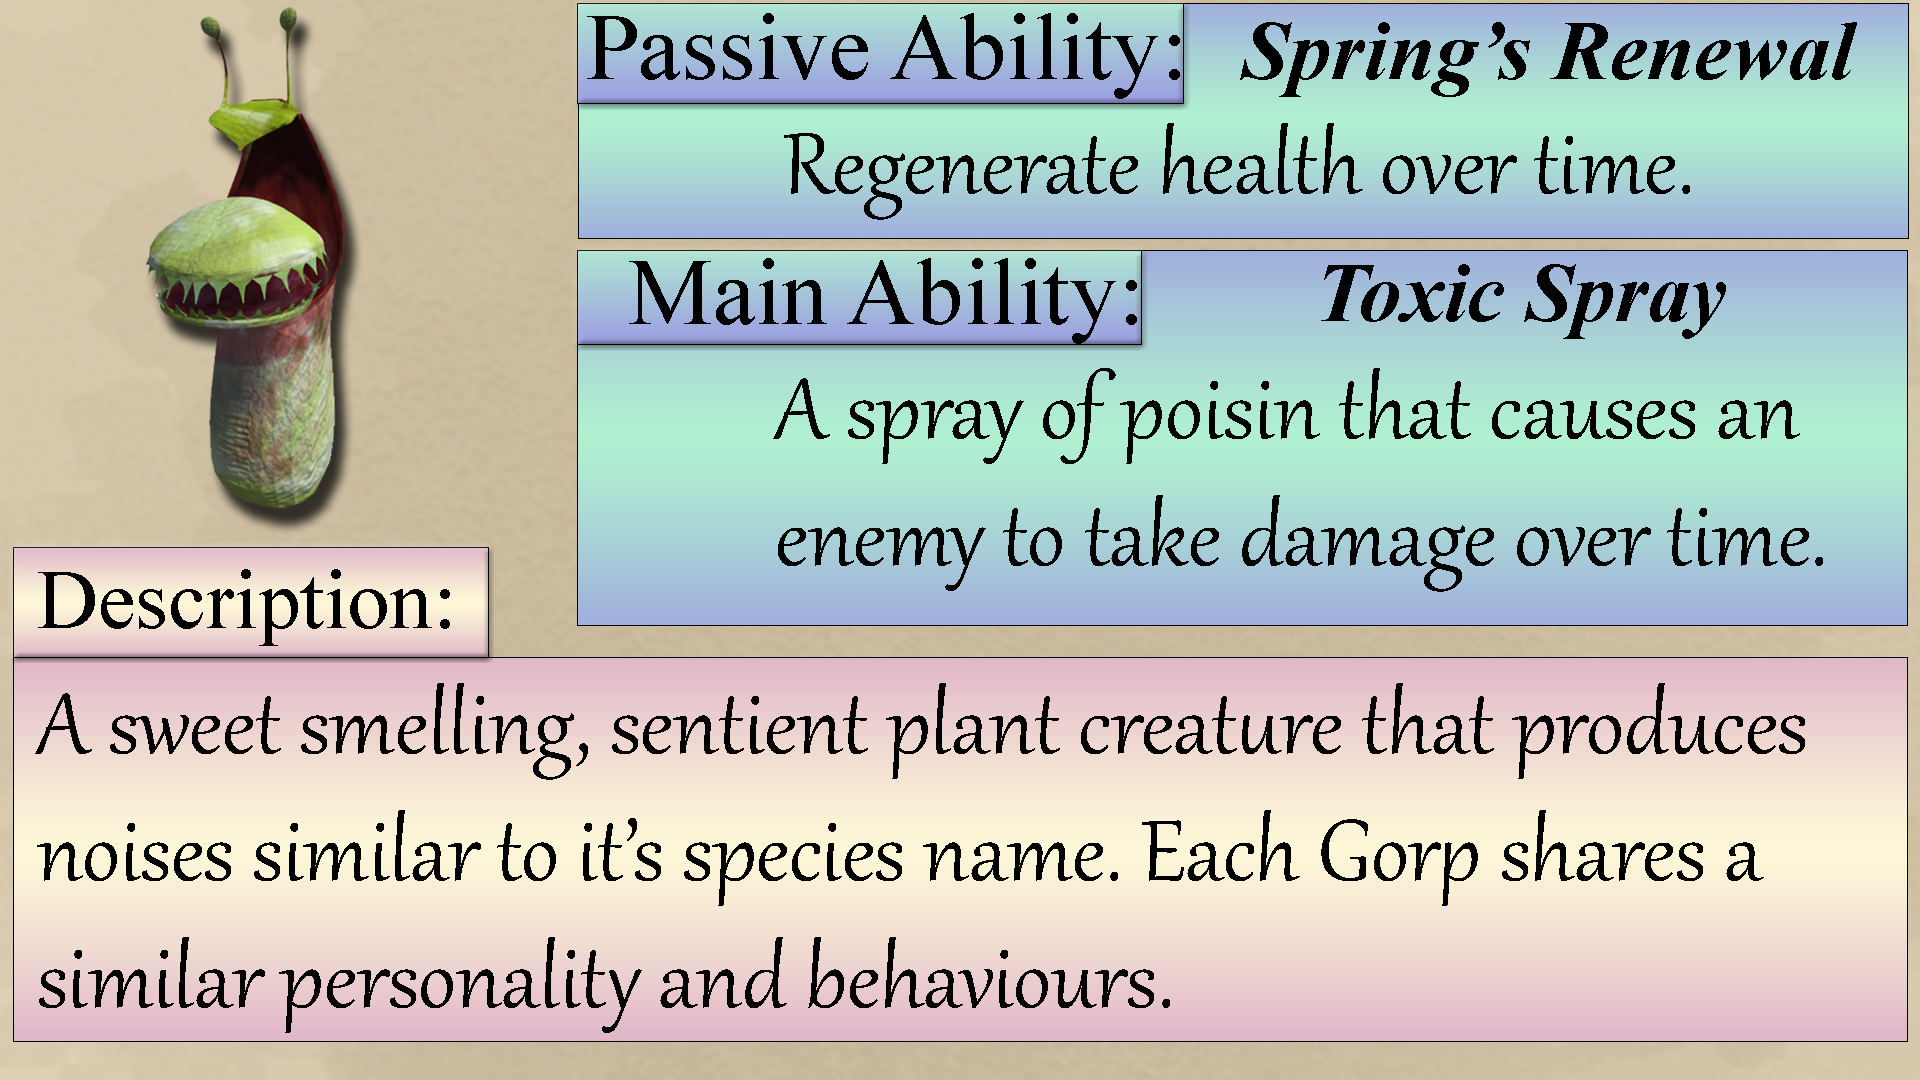 Passive Ability: Spring’s Renewal
Regenerate health over time.
Main Ability: Toxic Spray
A spray of poisin that causes an
enemy to take damage over time.
Description:
A sweet smelling, sentient plant creature that produces
noises similar to it’s species name. Each Gorp shares a
similar personality and behaviours.